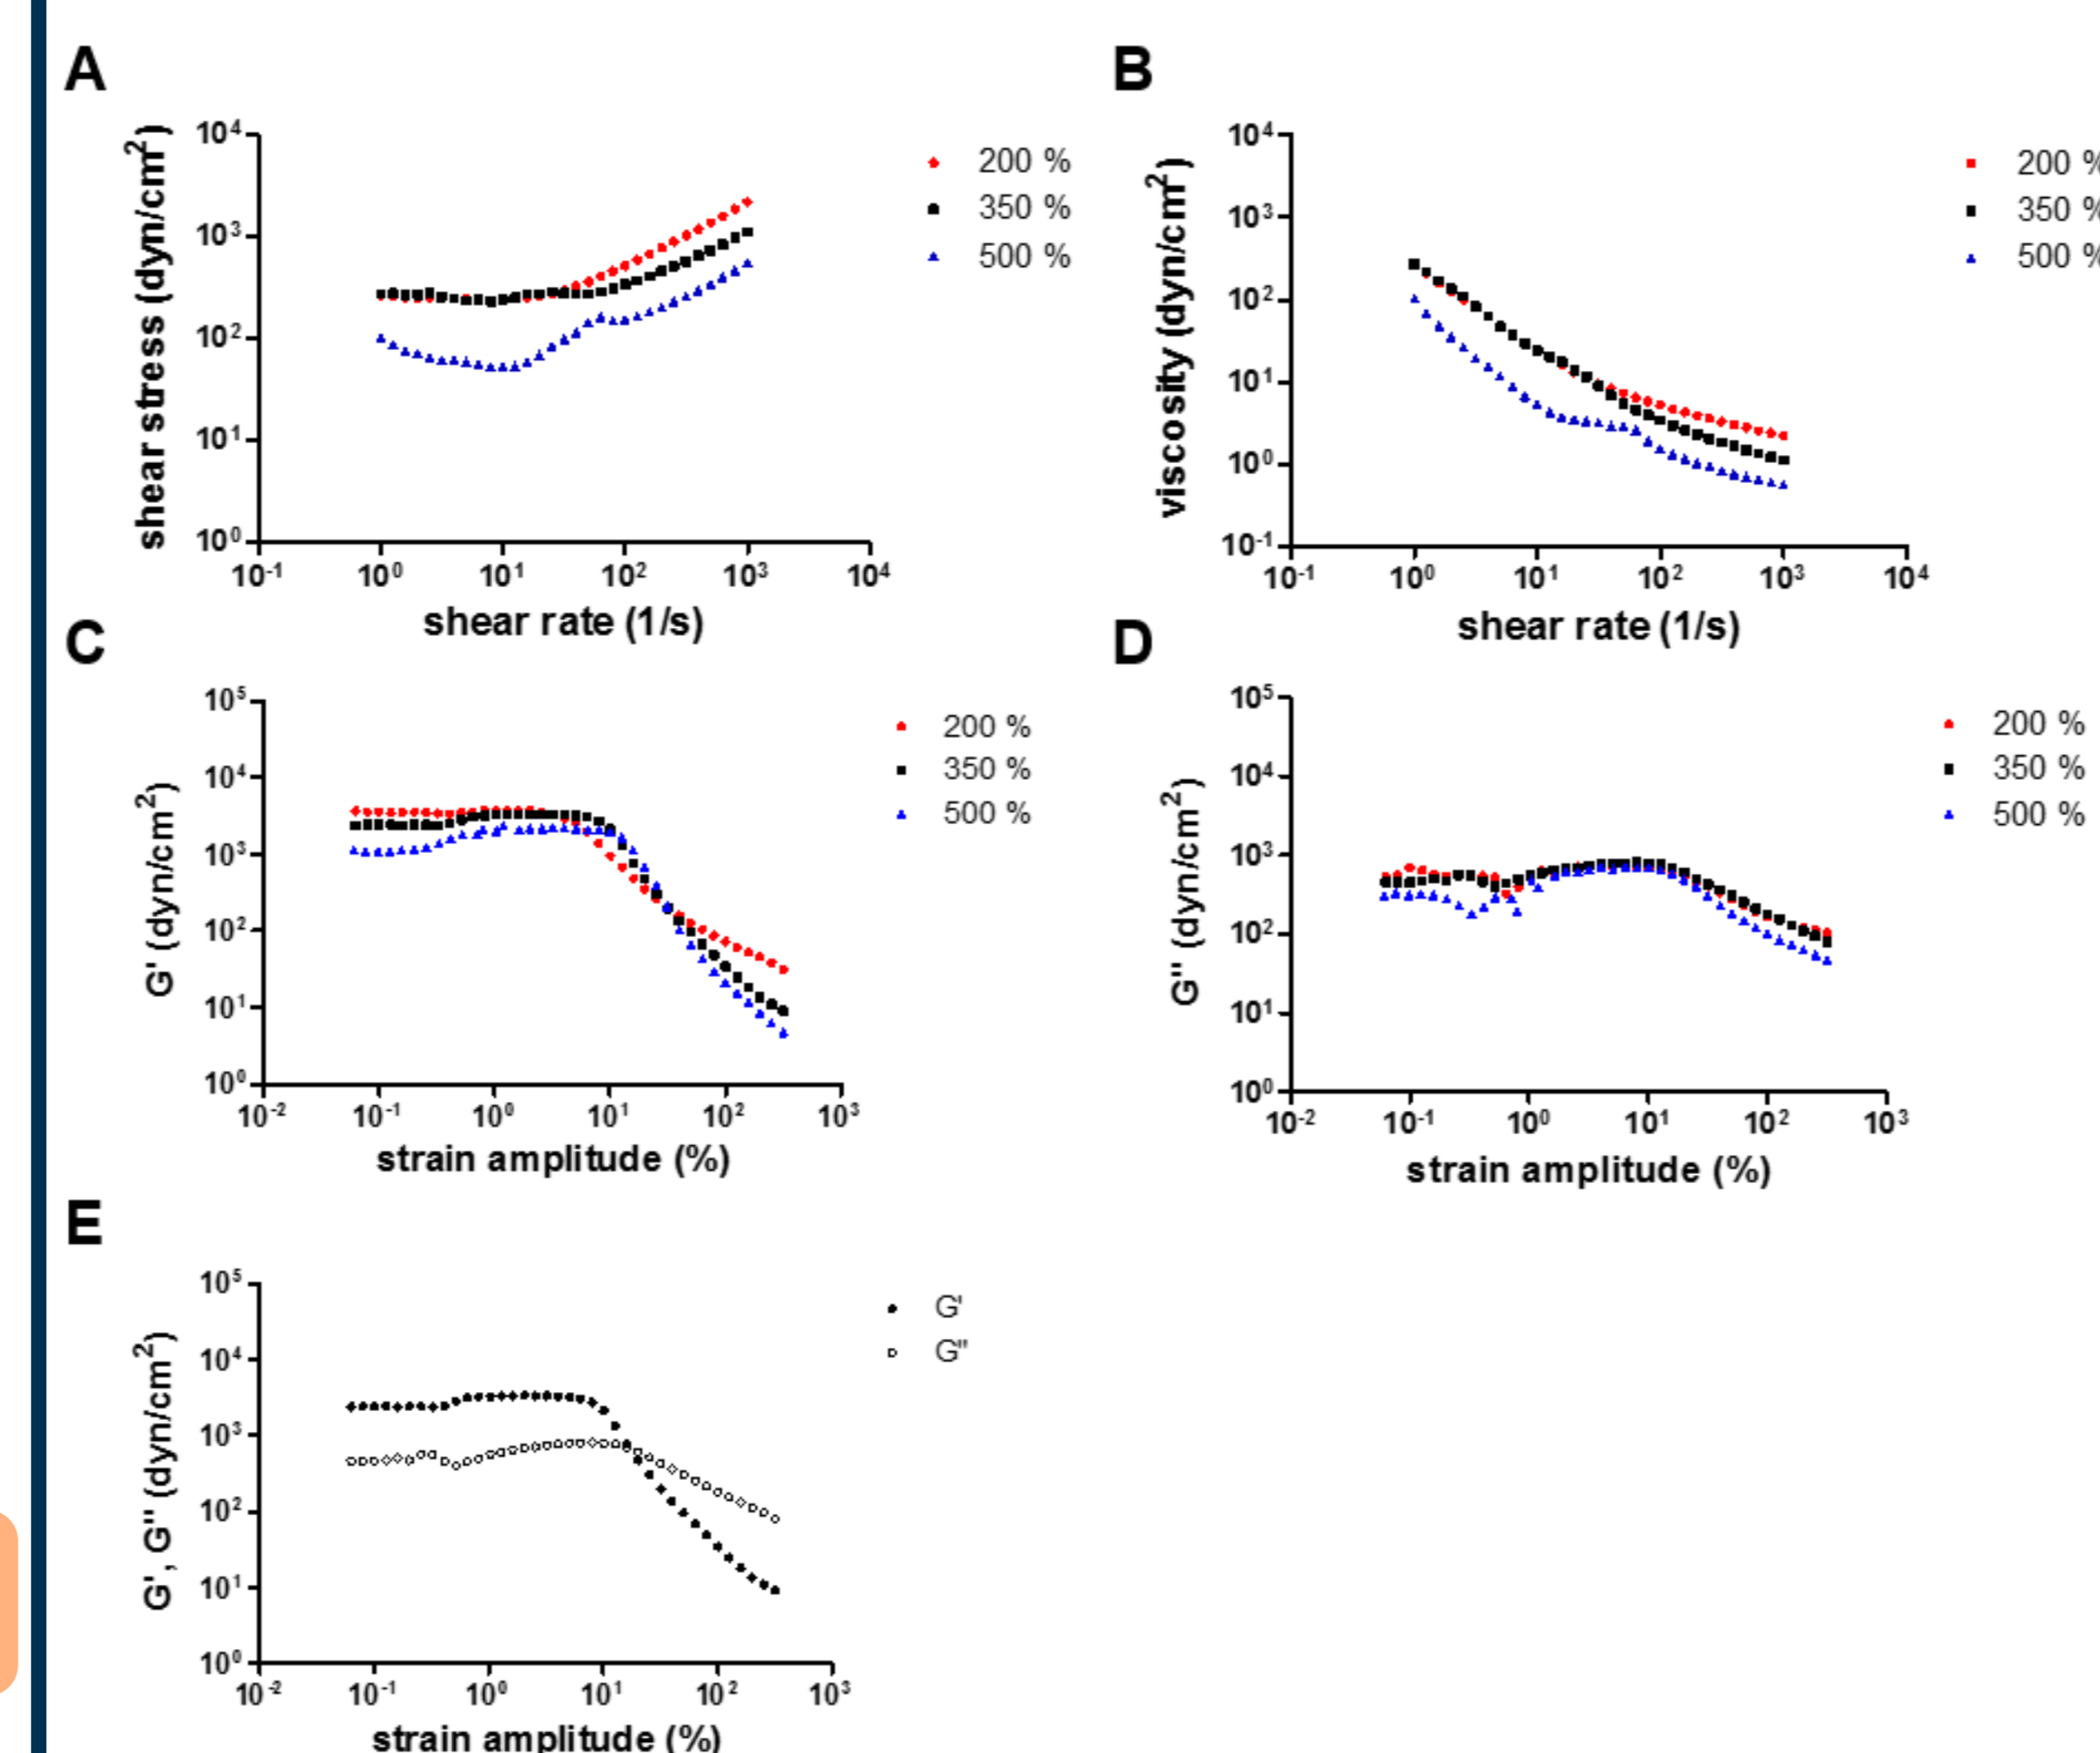 A
shear stress (dyn/cm²)
10⁴
10³
10²
10¹
10⁰
10⁻¹ 10⁰ 10¹ 10² 10³ 10⁴
shear rate (1/s)
200 %
350 %
500 %
B
viscosity (dyn/cm²)
10⁴
10³
10²
10¹
10⁰
10⁻¹
10⁻¹ 10⁰ 10¹ 10² 10³ 10⁴
shear rate (1/s)
200 %
350 %
500 %
C
G' (dyn/cm²)
10⁵
10⁴
10³
10²
10¹
10⁰
10⁻² 10⁻¹ 10⁰ 10¹ 10² 10³
strain amplitude (%)
200 %
350 %
500 %
D
G'' (dyn/cm²)
10⁵
10⁴
10³
10²
10¹
10⁰
10⁻² 10⁻¹ 10⁰ 10¹ 10² 10³
strain amplitude (%)
200 %
350 %
500 %
E
G', G'' (dyn/cm²)
10⁵
10⁴
10³
10²
10¹
10⁰
10⁻² 10⁻¹ 10⁰ 10¹ 10² 10³
strain amplitude (%)
G'
G''